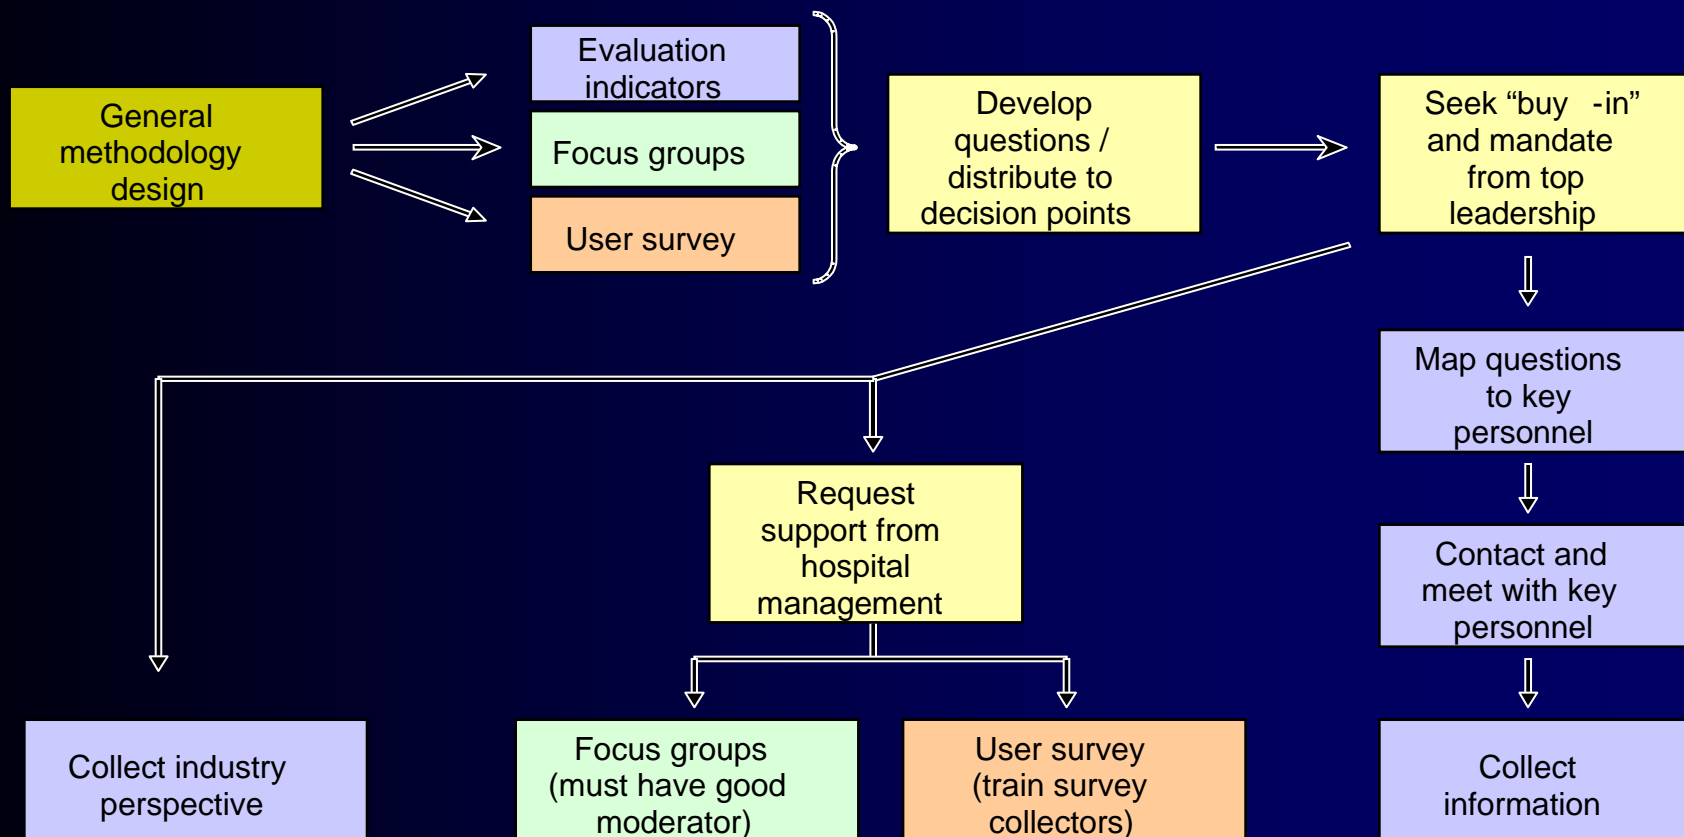 General
methodology
design
Evaluation
indicators
Focus groups
User survey
Develop
questions /
distribute to
decision points
Seek “buy -in”
and mandate
from top
leadership
Map questions
to key
personnel
Request
support from
hospital
management
Contact and
meet with key
personnel
Collect industry
perspective
Focus groups
(must have good
moderator)
User survey
(train survey
collectors)
Collect
information